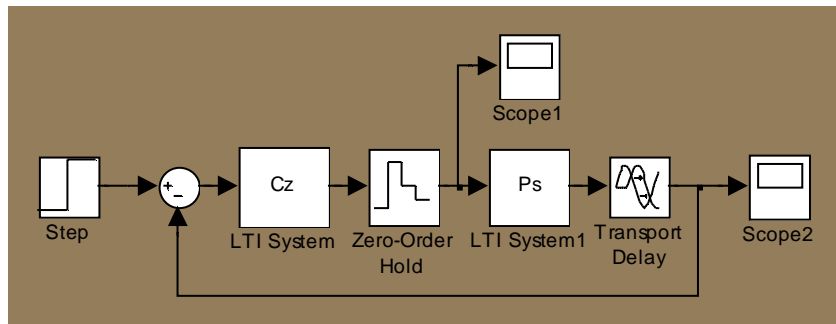 Scope1
+
−
Cz
Ps
Step
LTI System
Zero-Order
Hold
LTI System1
Transport
Delay
Scope2